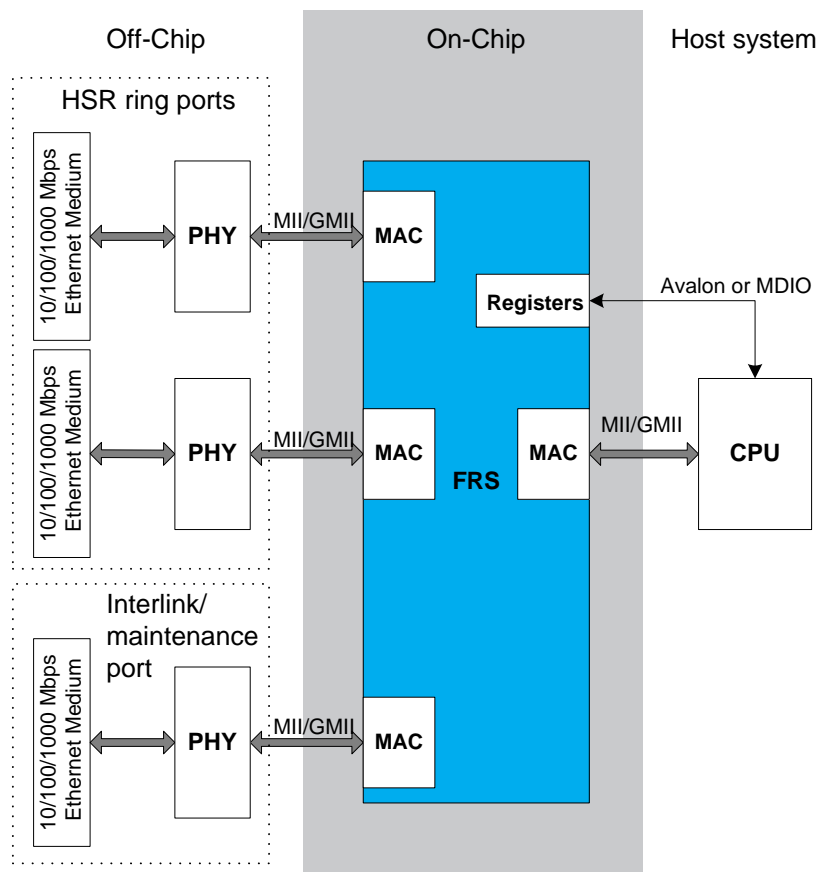 Off-Chip
On-Chip
Host system
HSR ring ports
10/100/1000 Mbps
Ethernet Medium
PHY
MII/GMII
MAC
Registers
Avalon or MDIO
10/100/1000 Mbps
Ethernet Medium
PHY
MII/GMII
MAC
FRS
MAC
MII/GMII
CPU
Interlink/
maintenance
port
10/100/1000 Mbps
Ethernet Medium
PHY
MII/GMII
MAC